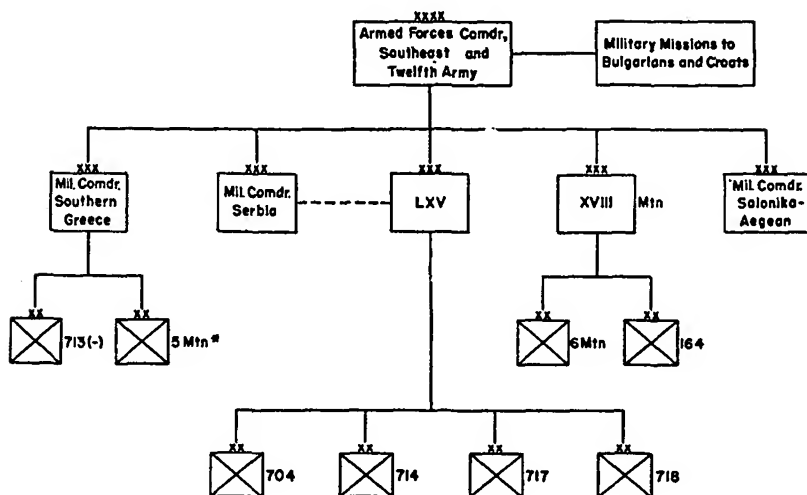 XXXX
Armed Forces Comdr,
Southeast and
Twelfth Army
Military Missions to
Bulgarians and Croats
XXX
Mil. Comdr.
Southern
Greece
XXX
Mil. Comdr.
Serbia
XXX
LXV
XXX
XVIII
Mtn
XXX
Mil. Comdr.
Salonika-
Aegean
XX
713(-)
XX
5 Mtn*
XX
6 Mtn
XX
164
XX
704
XX
714
XX
717
XX
718